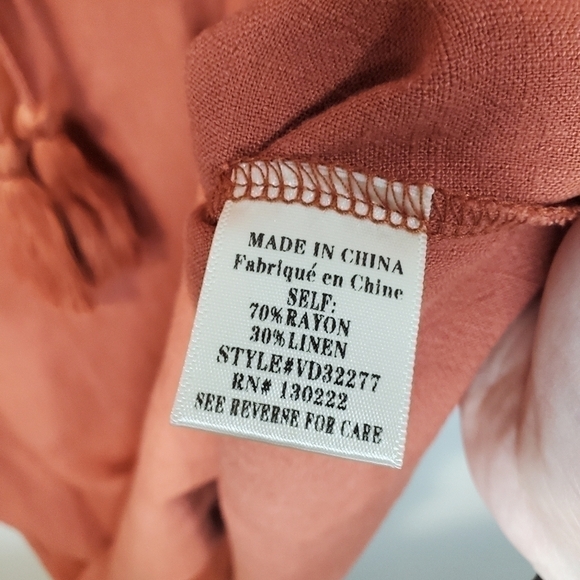 MADE IN CHINA
Fabriqué en Chine
SELF:
70%RAYON
30%LINEN
STYLE#VD32277
RN# 130222
SEE REVERSE FOR CARE